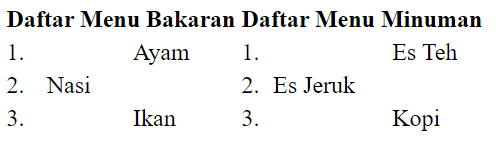 Daftar Menu Bakaran Daftar Menu Minuman
1. Ayam 1. Es Teh
2. Nasi 2. Es Jeruk
3. Ikan 3. Kopi